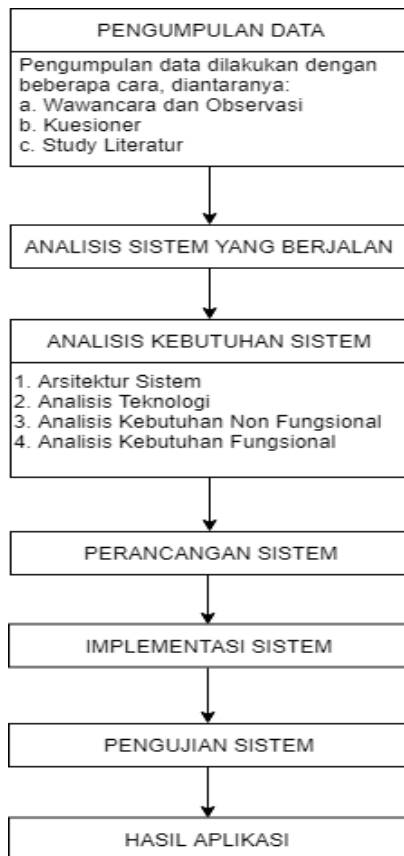 PENGUMPULAN DATA
Pengumpulan data dilakukan dengan
beberapa cara, diantaranya:
a. Wawancara dan Observasi
b. Kuesioner
c. Study Literatur
ANALISIS SISTEM YANG BERJALAN
ANALISIS KEBUTUHAN SISTEM
1. Arsitektur Sistem
2. Analisis Teknologi
3. Analisis Kebutuhan Non Fungsional
4. Analisis Kebutuhan Fungsional
PERANCANGAN SISTEM
IMPLEMENTASI SISTEM
PENGUJIAN SISTEM
HASIL APLIKASI